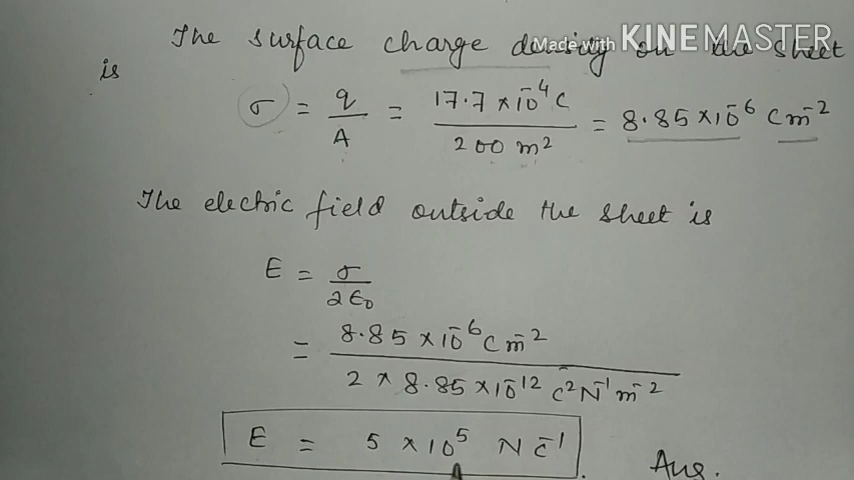 The surface charge density on the sheet
Made with KINEMASTER
is
σ = q/A = 17.7 × 10⁻⁴ C / 200 m² = 8.85 × 10⁻⁶ C m⁻²
The electric field outside the sheet is
E = σ / 2ϵ₀
= 8.85 × 10⁻⁶ C m⁻² / 2 × 8.85 × 10⁻¹² C² N⁻¹ m⁻²
E = 5 × 10⁵ N C⁻¹. Ans.